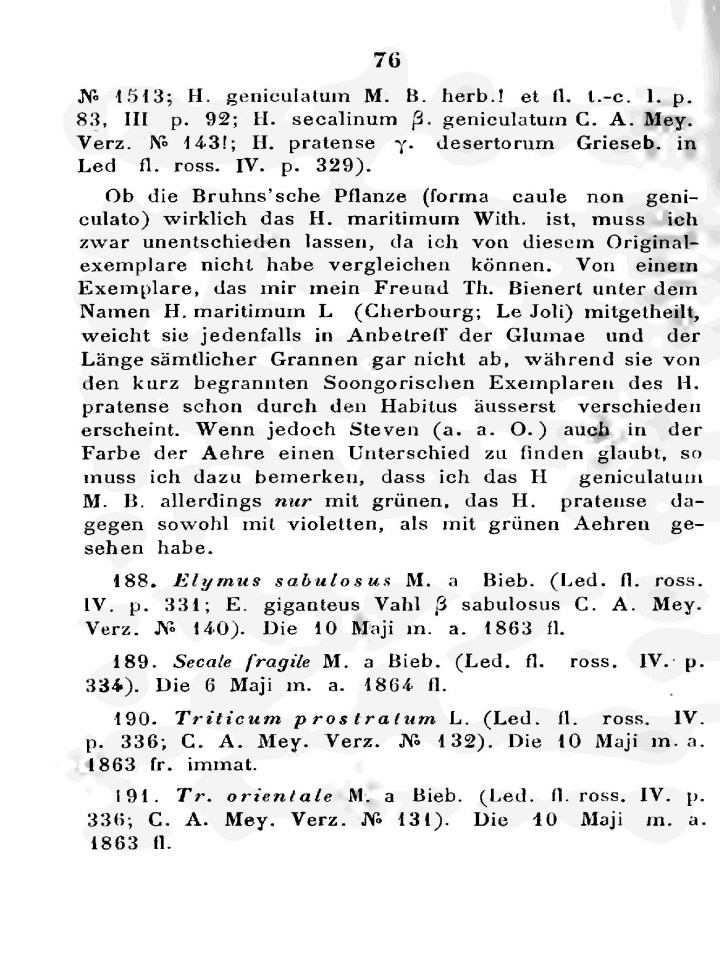 76
№ 1513; H. geniculatum M. B. herb.! et fl. t.-c. l. p.
83, III p. 92; H. secalinum β. geniculatum C. A. Mey.
Verz. № 143!; H. pratense γ. desertorum Griesb. in
Led fl. ross. IV. p. 329).
Ob die Bruhns'sche Pflanze (forma caule non geni-
culato) wirklich das H. maritimum With. ist, muss ich
zwar unentschieden lassen, da ich von diesem Original-
exemplare nicht habe vergleichen können. Von einem
Exemplare, das mir mein Freund Th. Bienert unter dem
Namen H. maritimum L (Cherbourg; Le Joli) mitgetheilt,
weicht sie jedenfalls in Anbetreff der Glumae und der
Länge sämtlicher Grannen gar nicht ab, während sie von
den kurz begrannten Soongorischen Exemplaren des H.
pratense schon durch den Habitus äusserst verschieden
erscheint. Wenn jedoch Steven (a. a. O.) auch in der
Farbe der Aehre einen Unterschied zu finden glaubt, so
muss ich dazu bemerken, dass ich das H geniculatum
M. B. allerdings nur mit grünen, das H. pratense da-
gegen sowohl mit violetten, als mit grünen Aehren ge-
sehen habe.
188. Elymus sabulosus M. a Bieb. (Led. fl. ross.
IV. p. 331; E. giganteus Vahl β sabulosus C. A. Mey.
Verz. № 140). Die 10 Maji m. a. 1863 fl.
189. Secale fragile M. a Bieb. (Led. fl. ross. IV. p.
334). Die 6 Maji m. a. 1864 fl.
190. Triticum prostratum L. (Led. fl. ross. IV.
p. 336; C. A. Mey. Verz. № 132). Die 10 Maji m. a.
1863 fr. immat.
191. Tr. orientale M. a Bieb. (Led. fl. ross. IV. p.
336; C. A. Mey. Verz. № 131). Die 10 Maji m. a.
1863 fl.